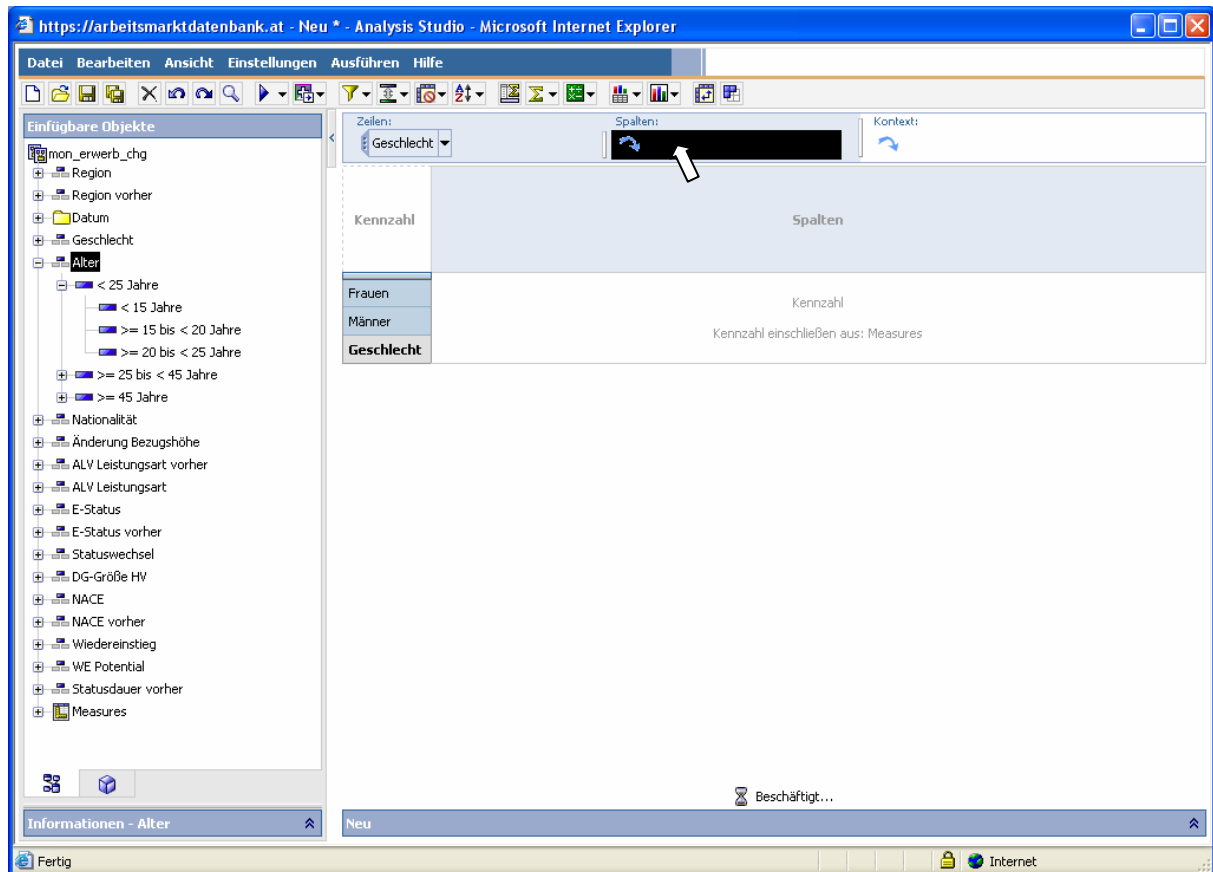 https://arbeitsmarktdatenbank.at - Neu * - Analysis Studio - Microsoft Internet Explorer
Datei Bearbeiten Ansicht Einstellungen Ausführen Hilfe
Einfügbare Objekte
Zeilen:
Spalten:
Kontext:
Geschlecht
mon_erwerb_chg
Region
Region vorher
Datum
Geschlecht
Alter
< 25 Jahre
< 15 Jahre
>= 15 bis < 20 Jahre
>= 20 bis < 25 Jahre
>= 25 bis < 45 Jahre
>= 45 Jahre
Nationalität
Änderung Bezugshöhe
ALV Leistungsart vorher
ALV Leistungsart
E-Status
E-Status vorher
Statuswechsel
DG-Größe HV
NACE
NACE vorher
Wiedereinstieg
WE Potential
Statusdauer vorher
Measures
Kennzahl
Spalten
Frauen
Männer
Geschlecht
Kennzahl
Kennzahl einschließen aus: Measures
Beschäftigt...
Informationen - Alter
Neu
Fertig
Internet